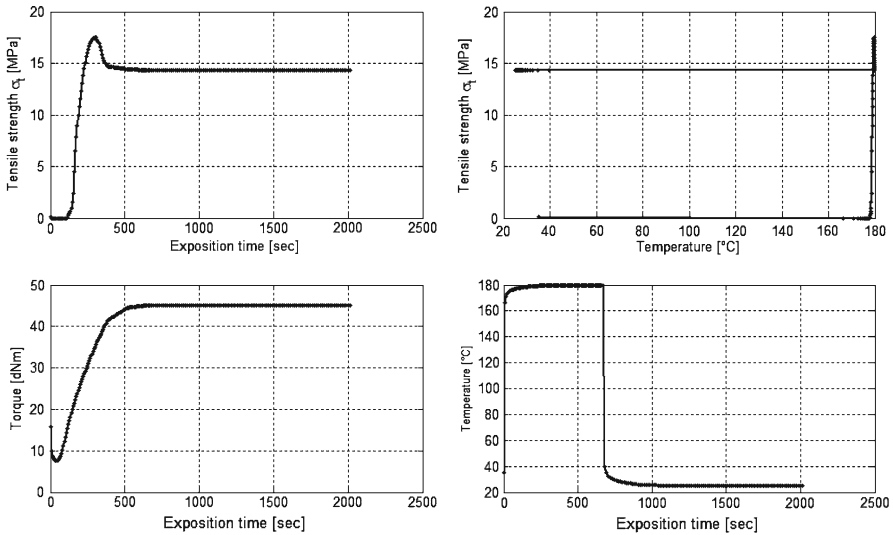 20
15
10
5
0
Tensile strength σt [MPa]
0 500 1000 1500 2000 2500
Exposition time [sec]
20
15
10
5
0
Tensile strength σt [MPa]
20 40 60 80 100 120 140 160 180
Temperature [°C]
50
40
30
20
10
0
Torque [dNm]
0 500 1000 1500 2000 2500
Exposition time [sec]
180
160
140
120
100
80
60
40
20
Temperature [°C]
0 500 1000 1500 2000 2500
Exposition time [sec]